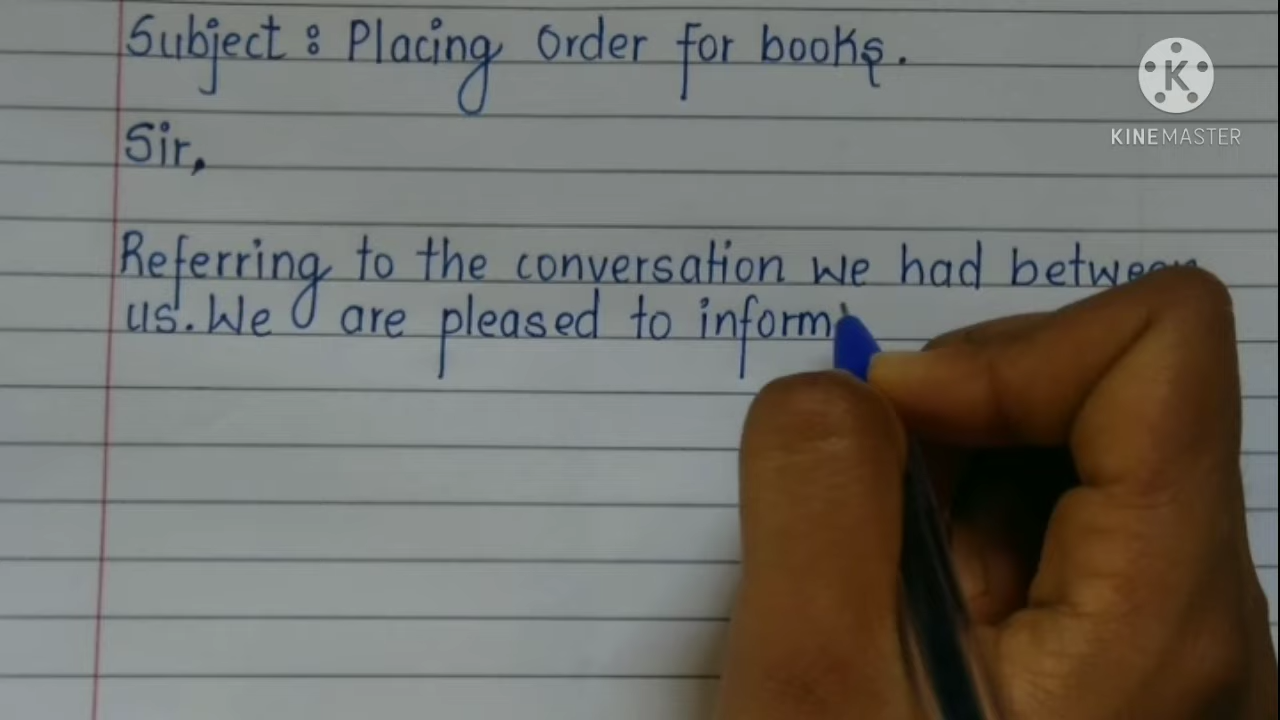 Subject : Placing order for books.
K
KINEMASTER
Sir,
Referring to the conversation we had between
us. We are pleased to inform